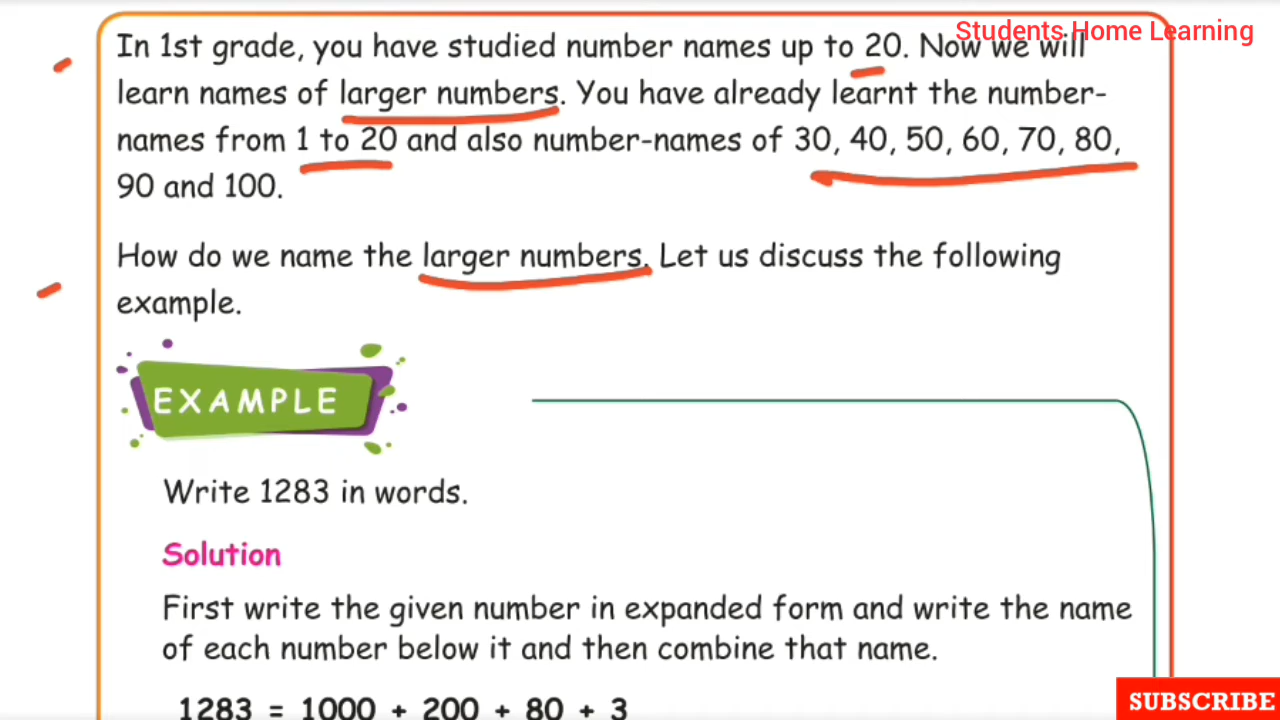 Students Home Learning
In 1st grade, you have studied number names up to 20. Now we will
learn names of larger numbers. You have already learnt the number-
names from 1 to 20 and also number-names of 30, 40, 50, 60, 70, 80,
90 and 100.
How do we name the larger numbers. Let us discuss the following
example.
EXAMPLE
Write 1283 in words.
Solution
First write the given number in expanded form and write the name
of each number below it and then combine that name.
1283 = 1000 + 200 + 80 + 3
SUBSCRIBE